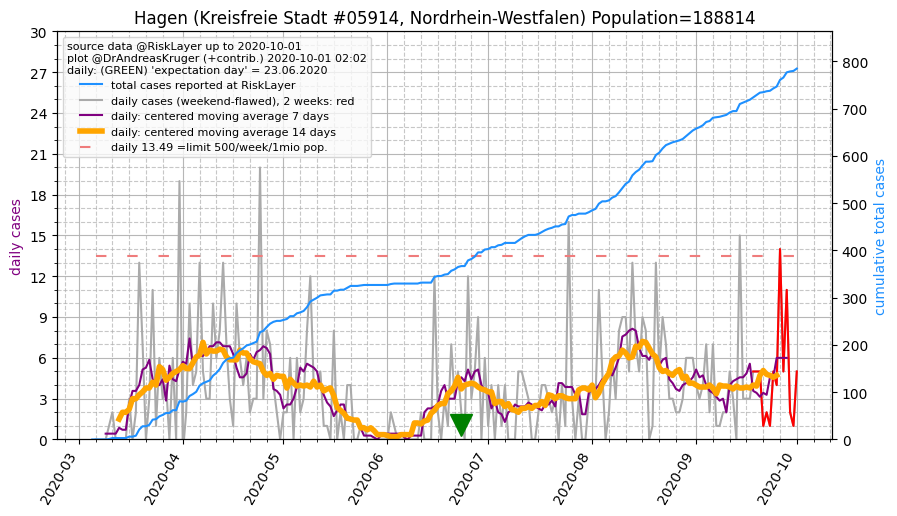 Hagen (Kreisfreie Stadt #05914, Nordrhein-Westfalen) Population=188814
source data @RiskLayer up to 2020-10-01
plot @DrAndreasKruger (+contrib.) 2020-10-01 02:02
daily: (GREEN) 'expectation day' = 23.06.2020
total cases reported at RiskLayer
daily cases (weekend-flawed), 2 weeks: red
daily: centered moving average 7 days
daily: centered moving average 14 days
daily 13.49 =limit 500/week/1mio pop.
daily cases
30
27
24
21
18
15
12
9
6
3
0
800
700
600
500
400
300
200
100
0
cumulative total cases
2020-03
2020-04
2020-05
2020-06
2020-07
2020-08
2020-09
2020-10